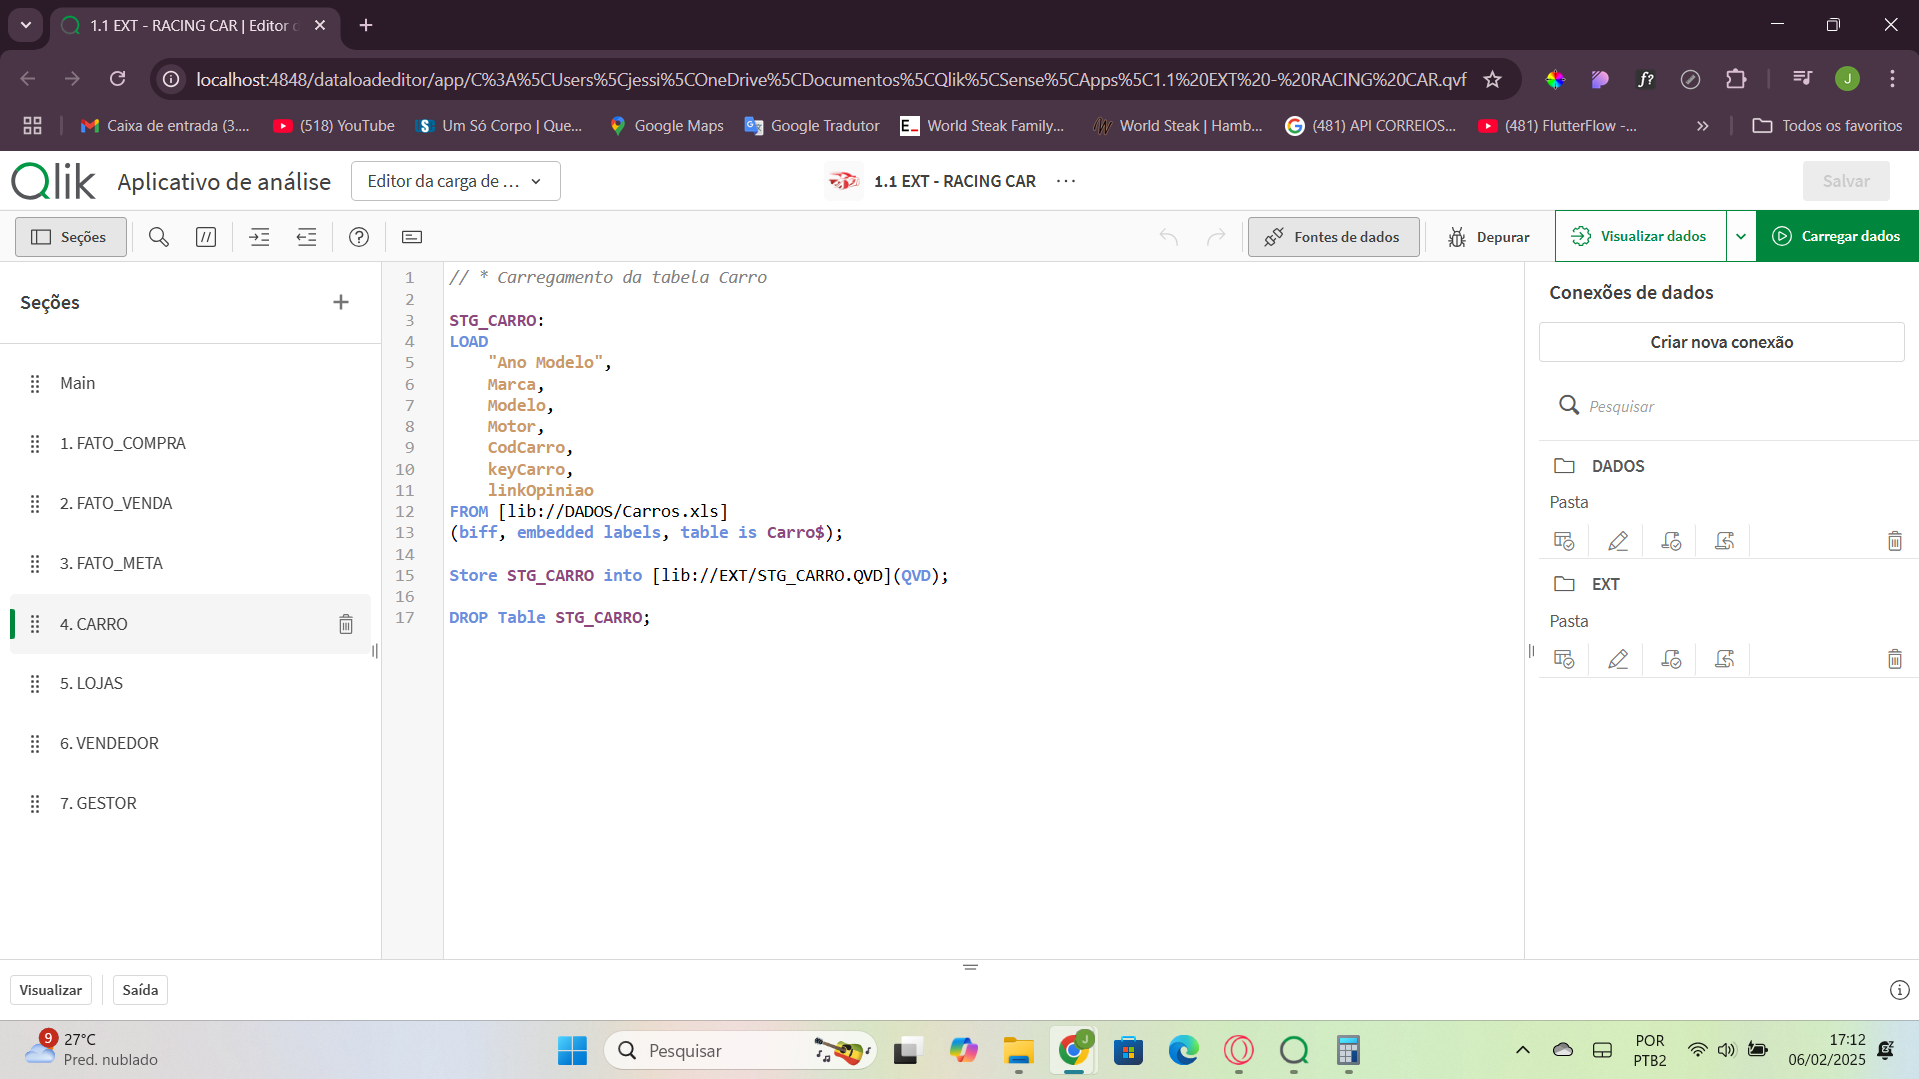 1.1 EXT - RACING CAR | Editor d
localhost:4848/dataloadeditor/app/C%3A%5CUsers%5Cjessi%5COneDrive%5CDocumentos%5CQlik%5CSense%5CApps%5C1.1%20EXT%20-%20RACING%20CAR.qvf
f?
J
Caixa de entrada (3....
(518) YouTube
S
Um Só Corpo | Que...
Google Maps
Google Tradutor
E_
World Steak Family...
World Steak | Hamb...
(481) API CORREIOS...
(481) FlutterFlow -...
»
Todos os favoritos
Qlik
Aplicativo de análise
Editor da carga de ...
1.1 EXT - RACING CAR
...
Salvar
Seções
//
?
Fontes de dados
Depurar
Visualizar dados
Carregar dados
Seções
+
Main
1. FATO_COMPRA
2. FATO_VENDA
3. FATO_META
4. CARRO
5. LOJAS
6. VENDEDOR
7. GESTOR
1 // * Carregamento da tabela Carro
2
3 STG_CARRO:
4 LOAD
5 "Ano Modelo",
6 Marca,
7 Modelo,
8 Motor,
9 CodCarro,
10 keyCarro,
11 linkOpiniao
12 FROM [lib://DADOS/Carros.xls]
13 (biff, embedded labels, table is Carro$);
14
15 Store STG_CARRO into [lib://EXT/STG_CARRO.QVD](QVD);
16
17 DROP Table STG_CARRO;
Conexões de dados
Criar nova conexão
Pesquisar
DADOS
Pasta
EXT
Pasta
Visualizar
Saída
9
27°C
Pred. nublado
Pesquisar
J
POR
PTB2
17:12
06/02/2025